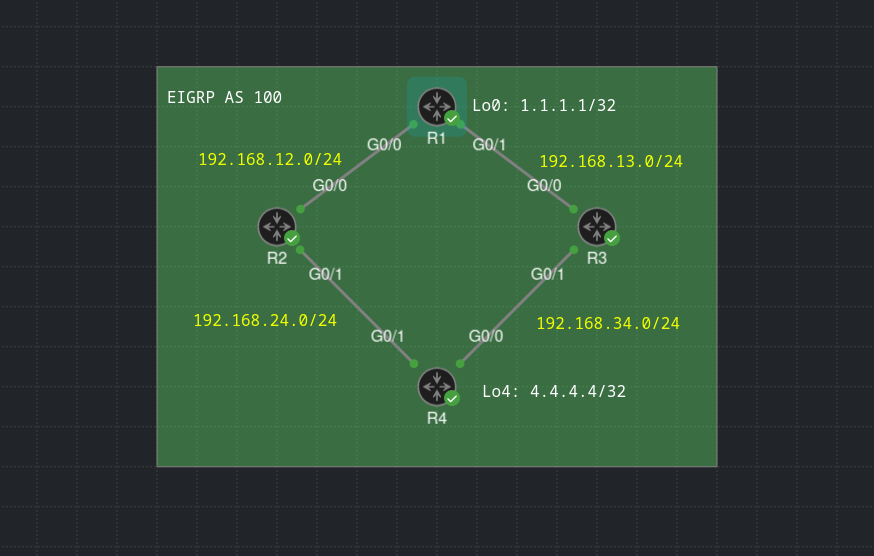 EIGRP AS 100
Lo0: 1.1.1.1/32
R1
G0/0
G0/1
192.168.12.0/24
192.168.13.0/24
G0/0
G0/0
R2
R3
G0/1
G0/1
192.168.24.0/24
192.168.34.0/24
G0/1
G0/0
Lo4: 4.4.4.4/32
R4